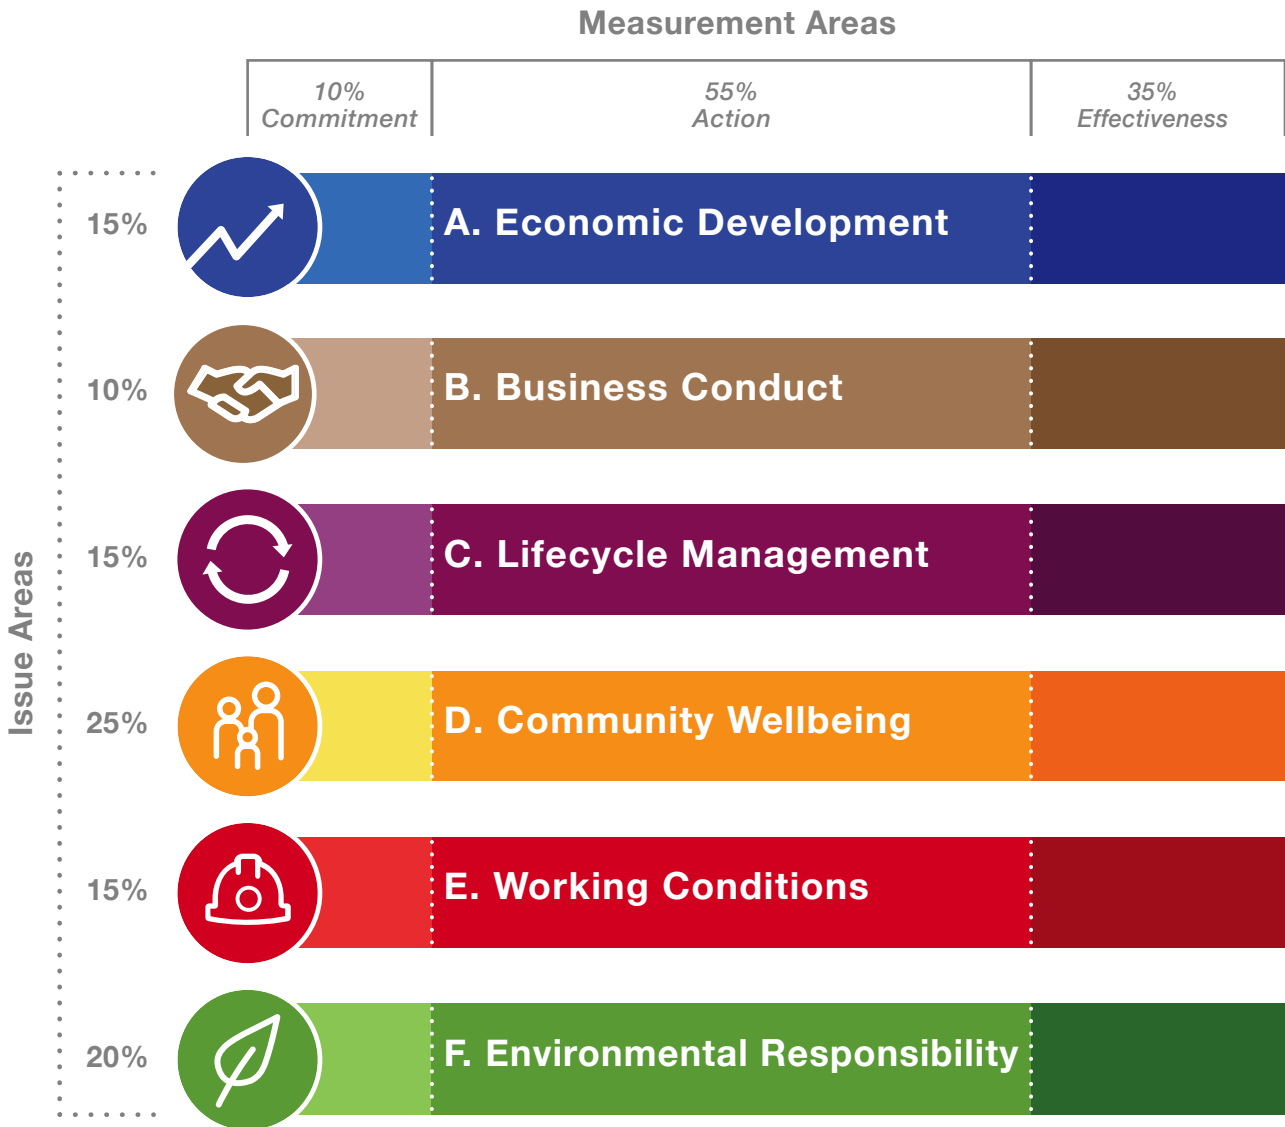 Measurement Areas
10%
Commitment
55%
Action
35%
Effectiveness
Issue Areas
15%
A. Economic Development
10%
B. Business Conduct
15%
C. Lifecycle Management
25%
D. Community Wellbeing
15%
E. Working Conditions
20%
F. Environmental Responsibility